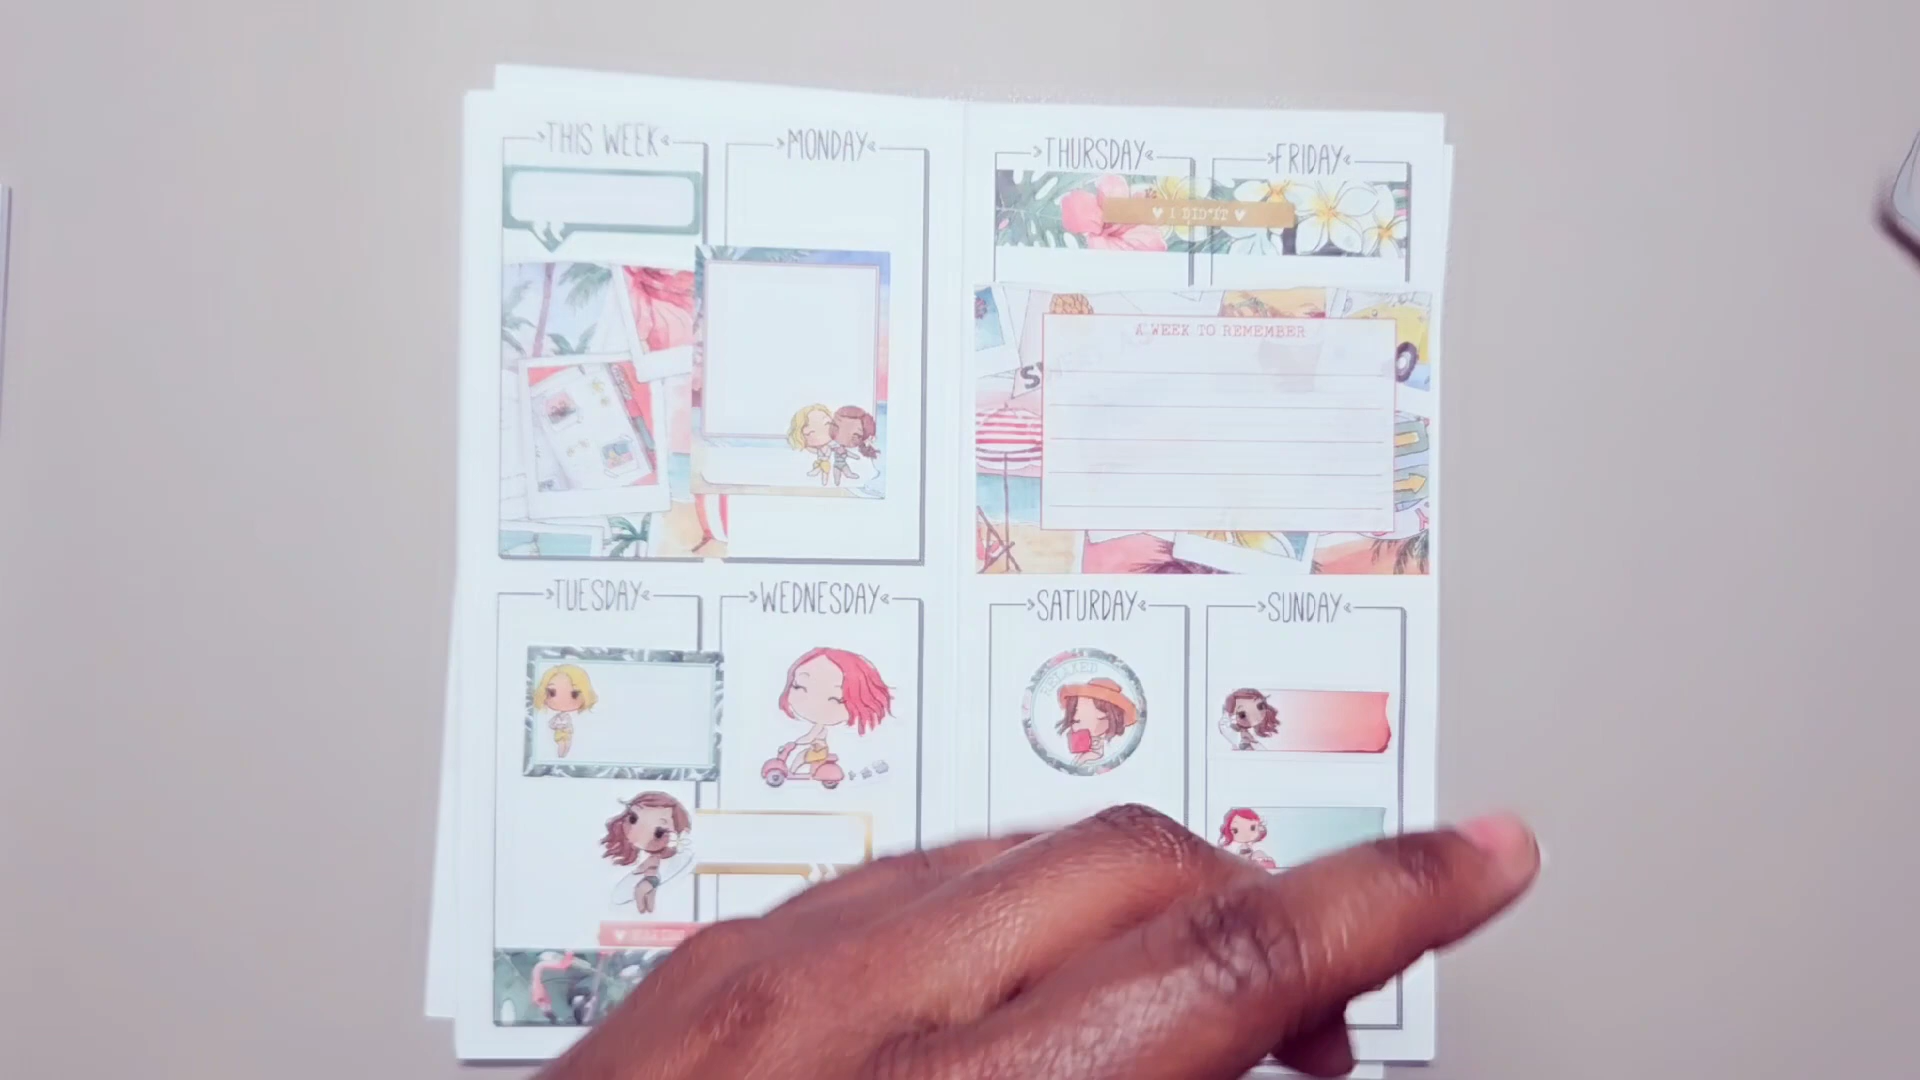 THIS WEEK
MONDAY
THURSDAY
FRIDAY
♥ I DID IT ♥
A WEEK TO REMEMBER
TUESDAY
WEDNESDAY
SATURDAY
SUNDAY